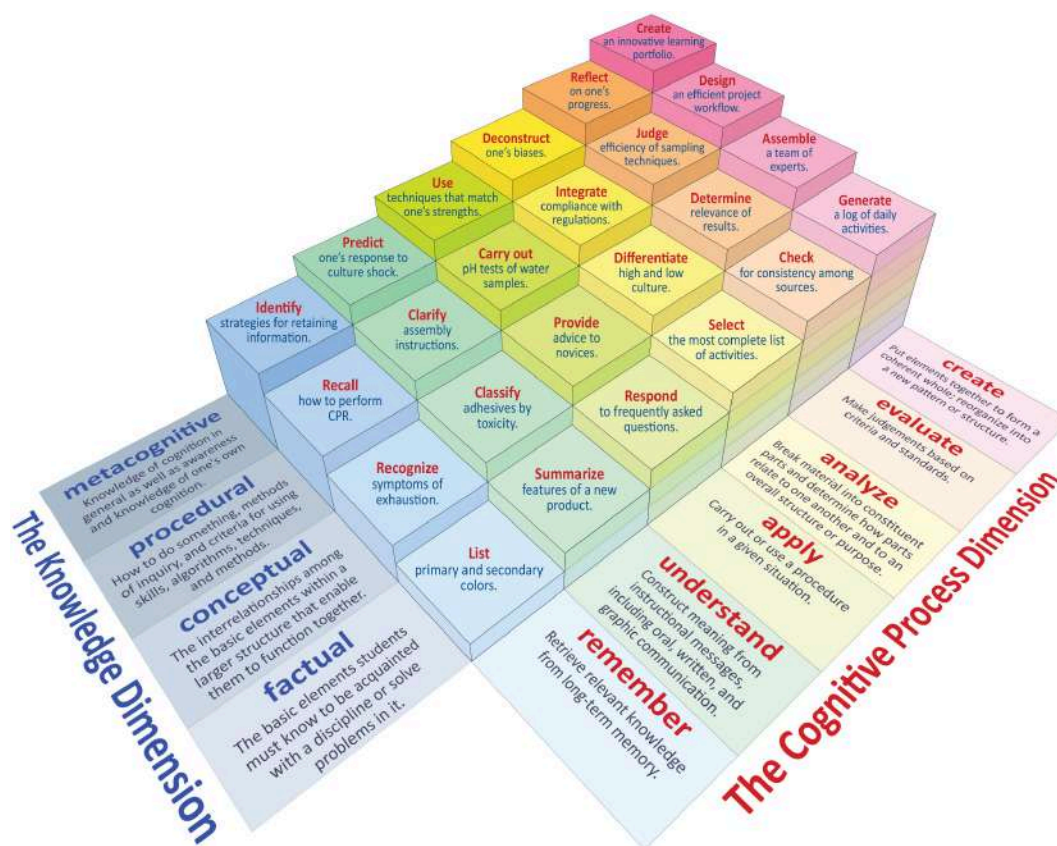 Create
an innovative learning
portfolio.
Reflect
on one's
progress.
Design
an efficient project
workflow.
Deconstruct
one's biases.
Judge
efficiency of sampling
techniques.
Assemble
a team of
experts.
Use
techniques that match
one's strengths.
Integrate
compliance with
regulations.
Determine
relevance of
results.
Generate
a log of daily
activities.
Predict
one's response to
culture shock.
Carry out
pH tests of water
samples.
Differentiate
high and low
culture.
Check
for consistency among
sources.
Identify
strategies for retaining
information.
Clarify
assembly
instructions.
Provide
advice to
novices.
Select
the most complete list
of activities.
Recall
how to perform
CPR.
Classify
adhesives by
toxicity.
Respond
to frequently asked
questions.
Recognize
symptoms of
exhaustion.
Summarize
features of a new
product.
List
primary and secondary
colors.
The Knowledge Dimension
metacognitive
Knowledge of cognition in
general as well as awareness
and knowledge of one's own
cognition.
procedural
How to do something, methods
of inquiry, and criteria for using
skills, algorithms, techniques,
and methods.
conceptual
The interrelationships among
the basic elements within a
larger structure that enable
them to function together.
factual
The basic elements students
must know to be acquainted
with a discipline or solve
problems in it.
The Cognitive Process Dimension
remember
Retrieve relevant knowledge
from long-term memory.
understand
Construct meaning from
instructional messages,
including oral, written, and
graphic communication.
apply
Carry out or use a procedure
in a given situation.
analyze
Break material into constituent
parts and determine how parts
relate to one another and to an
overall structure or purpose.
evaluate
Make judgements based on
criteria and standards.
create
Put elements together to form a
coherent whole; reorganize into
a new pattern or structure.